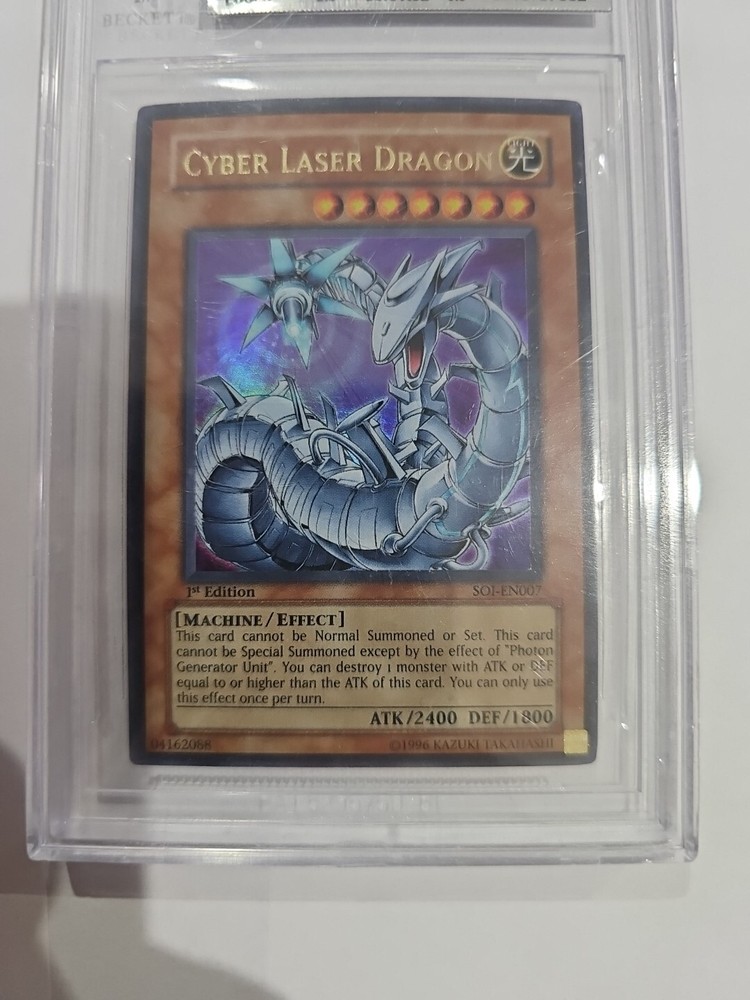 BECKET
CYBER LASER DRAGON
LIGHT
光
1st Edition
SOI-EN007
[MACHINE/EFFECT]
This card cannot be Normal Summoned or Set. This card
cannot be Special Summoned except by the effect of "Photon
Generator Unit". You can destroy 1 monster with ATK or DEF
equal to or higher than the ATK of this card. You can only use
this effect once per turn.
ATK/2400 DEF/1800
04162088
©1996 KAZUKI TAKAHASHI